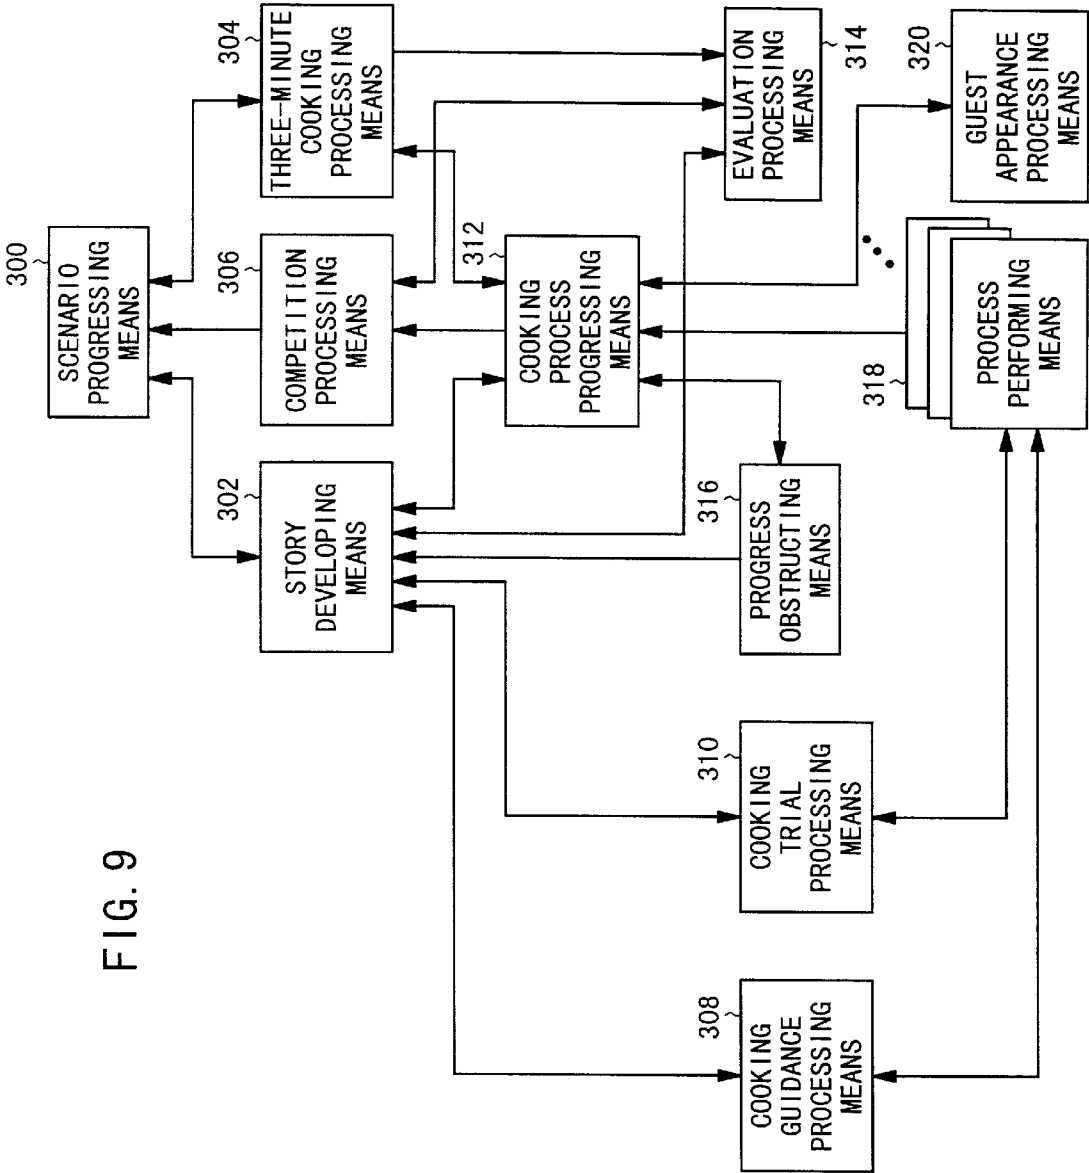 FIG. 9
300
SCENARIO
PROGRESSING
MEANS
302
STORY
DEVELOPING
MEANS
306
COMPETITION
PROCESSING
MEANS
304
THREE-MINUTE
COOKING
PROCESSING
MEANS
312
COOKING
PROCESS
PROGRESSING
MEANS
308
COOKING
GUIDANCE
PROCESSING
MEANS
310
COOKING
TRIAL
PROCESSING
MEANS
316
PROGRESS
OBSTRUCTING
MEANS
EVALUATION
PROCESSING
MEANS
314
318
PROCESS
PERFORMING
MEANS
320
GUEST
APPEARANCE
PROCESSING
MEANS